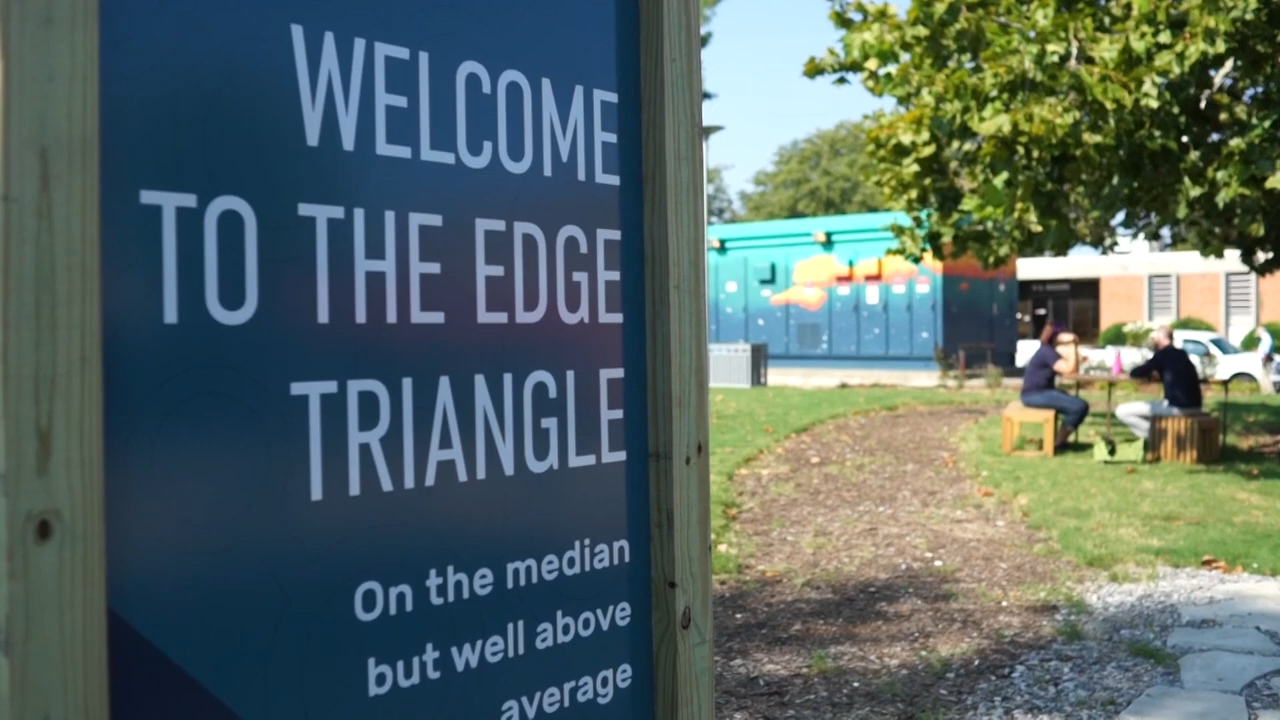 WELCOME
TO THE EDGE
TRIANGLE
On the median
but well above
average